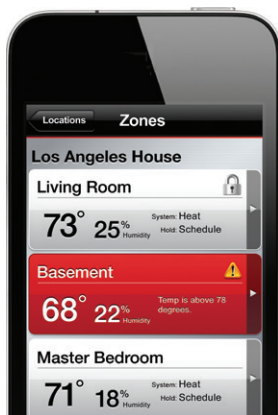 Locations
Zones
Los Angeles House
Living Room
73° 25% Humidity System: Heat
Hold: Schedule
Basement
68° 22% Humidity Temp is above 78
degrees.
Master Bedroom
71° 18% Humidity System: Heat
Hold: Schedule